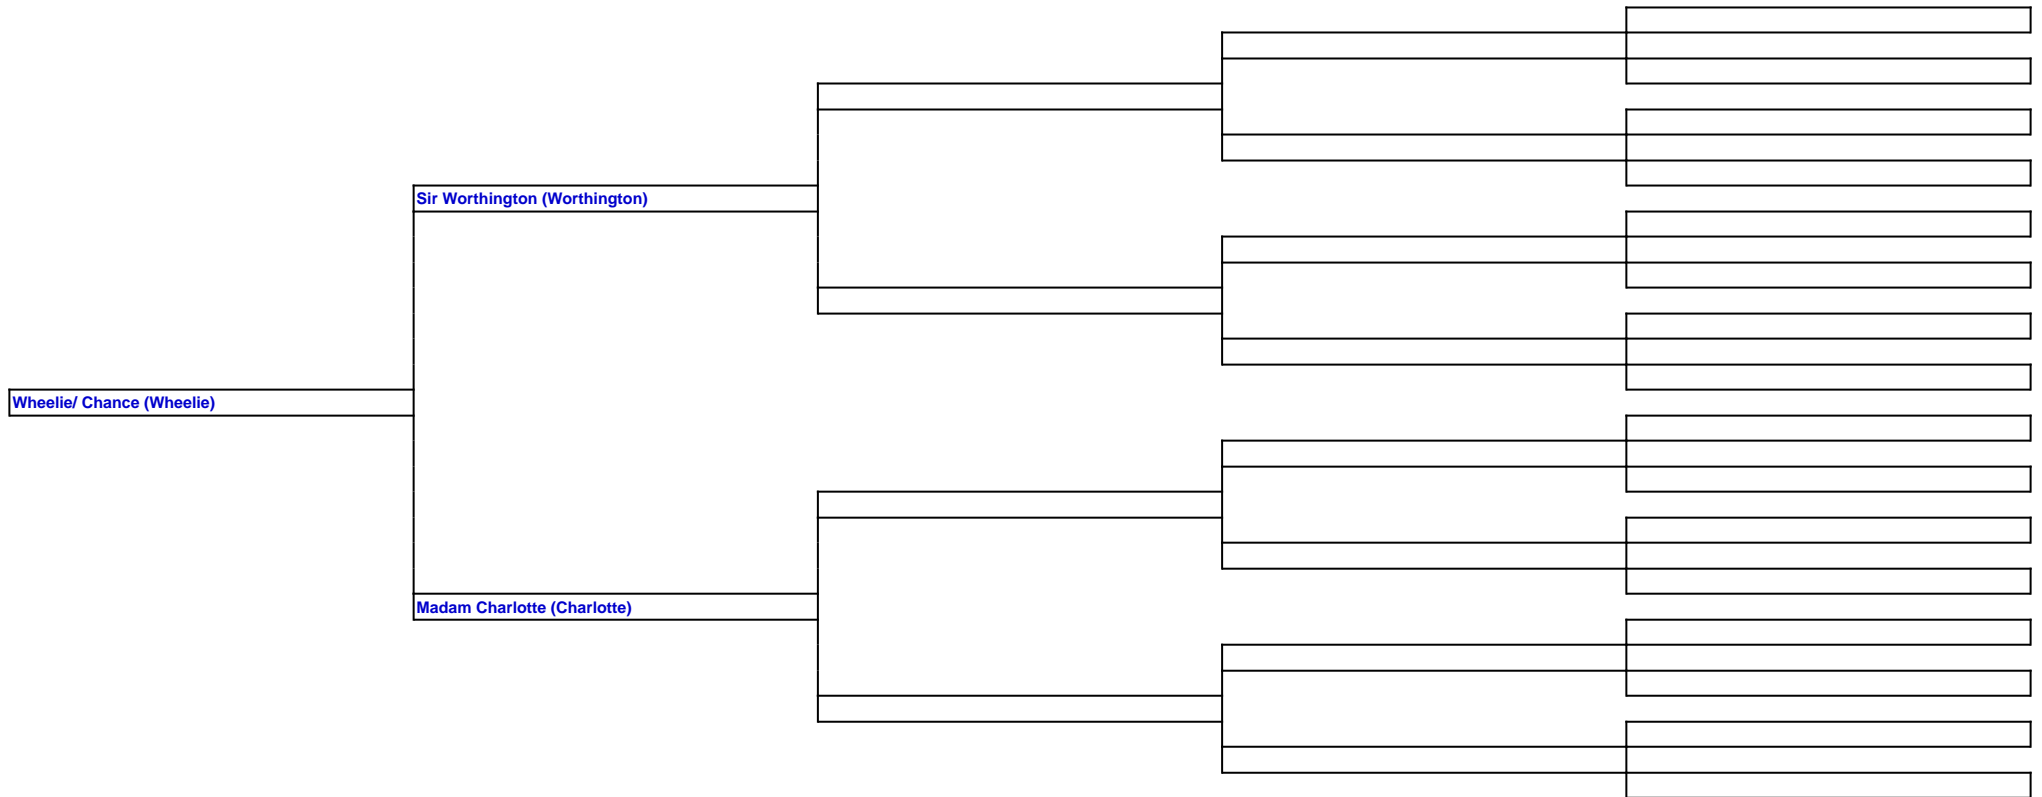 Sir Worthington (Worthington)
Wheelie/ Chance (Wheelie)
Madam Charlotte (Charlotte)